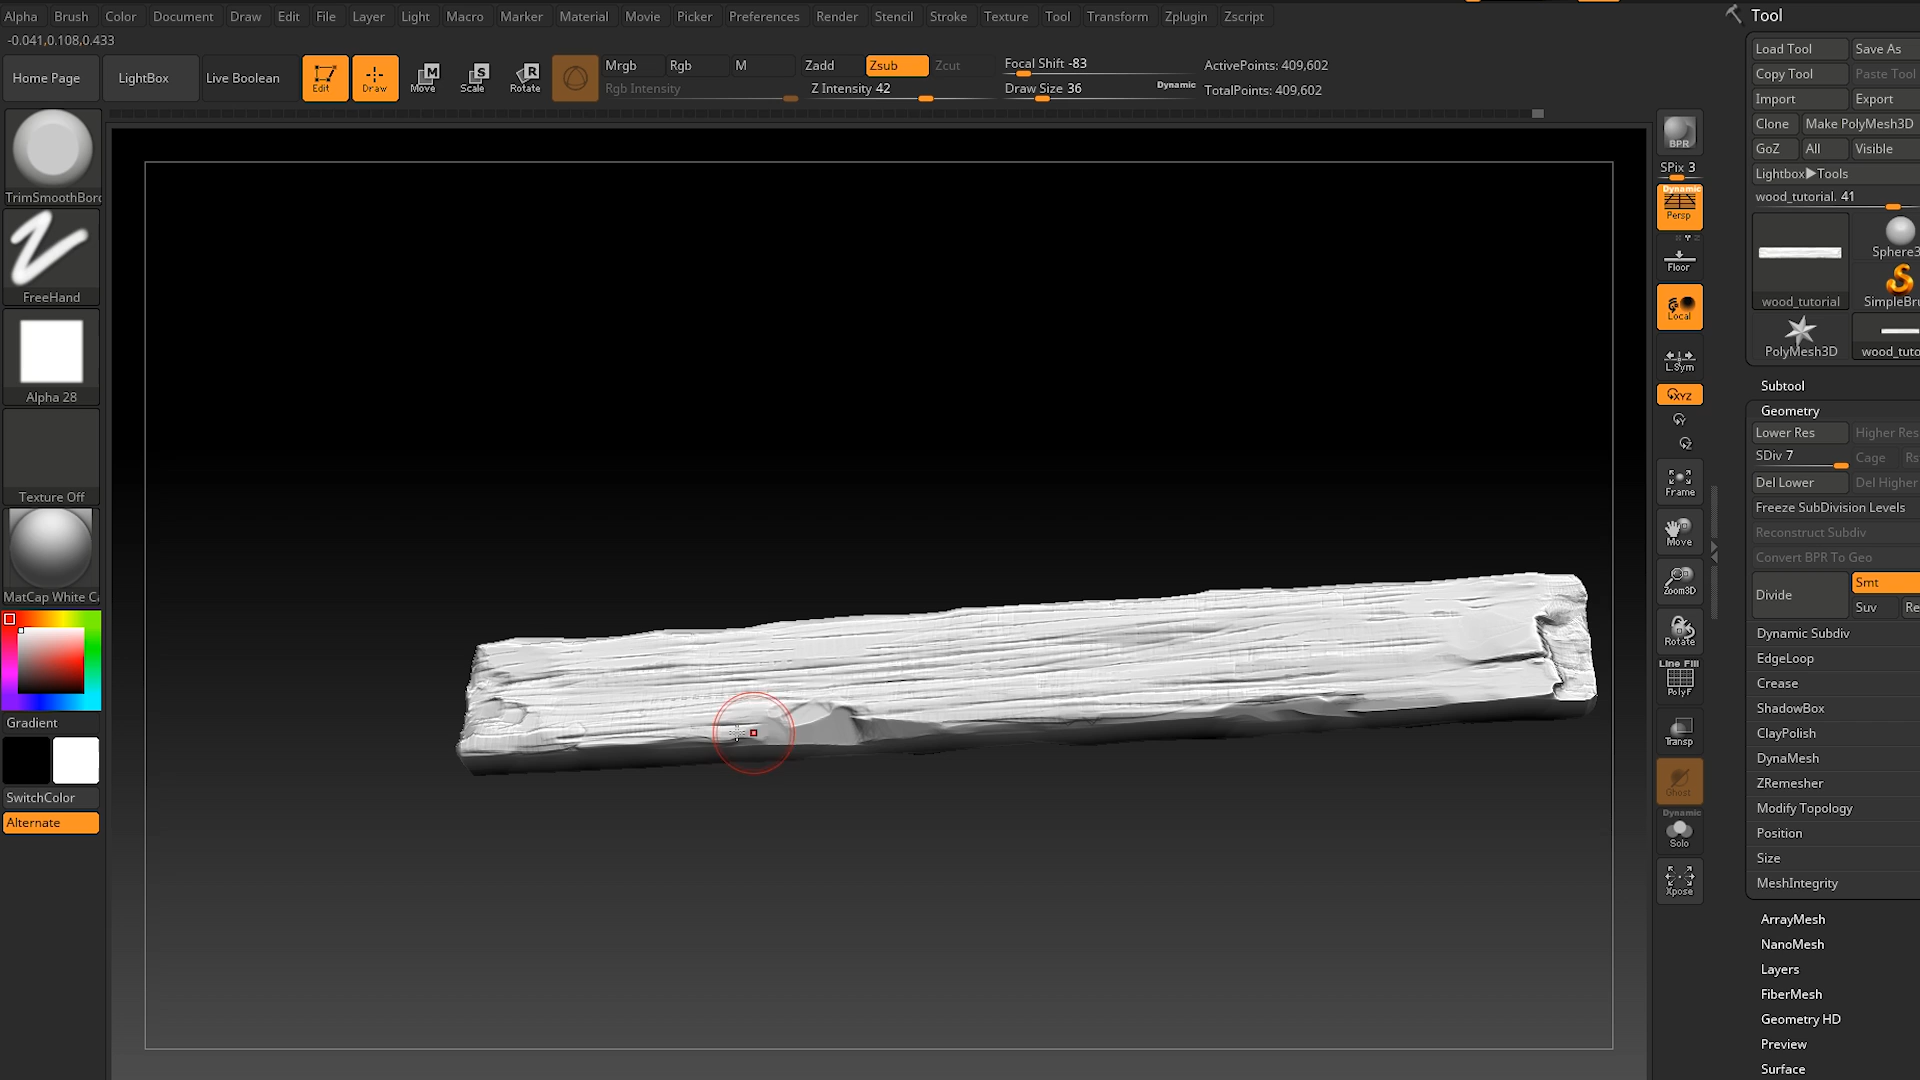 Alpha Brush Color Document Draw Edit File Layer Light Macro Marker Material Movie Picker Preferences Render Stencil Stroke Texture Tool Transform Zplugin Zscript
-0.041,0.108,0.433
Home Page LightBox Live Boolean Edit Draw Move Scale Rotate
M S R
Mrgb Rgb M Zadd Zsub Zcut
Rgb Intensity Z Intensity 42
Focal Shift -83
Draw Size 36 Dynamic
ActivePoints: 409,602
TotalPoints: 409,602
TrimSmoothBord
FreeHand
Alpha 28
Texture Off
MatCap White C
Gradient
SwitchColor
Alternate
BPR
SPix 3
Dynamic
Persp
Floor
Local
L.Sym
XYZ
Y
Z
Frame
Move
Zoom3D
Rotate
Line Fill
PolyF
Transp
Ghost
Dynamic
Solo
Xpose
Tool
Load Tool Save As
Copy Tool Paste Tool
Import Export
Clone Make PolyMesh3D
GoZ All Visible
Lightbox▶Tools
wood_tutorial. 41
wood_tutorial
Sphere3
SimpleBru
PolyMesh3D
wood_tuto
Subtool
Geometry
Lower Res Higher Res
SDiv 7 Cage Rs
Del Lower Del Higher
Freeze SubDivision Levels
Reconstruct Subdiv
Convert BPR To Geo
Divide Smt
Suv Re
Dynamic Subdiv
EdgeLoop
Crease
ShadowBox
ClayPolish
DynaMesh
ZRemesher
Modify Topology
Position
Size
MeshIntegrity
ArrayMesh
NanoMesh
Layers
FiberMesh
Geometry HD
Preview
Surface